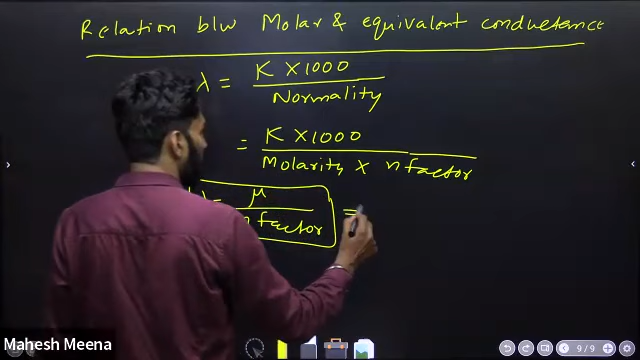 Relation b/w Molar & equivalent conductance
λ = K × 1000 / Normality
= K × 1000 / Molarity × n factor
λ = μ / n factor =
Mahesh Meena
9 / 9